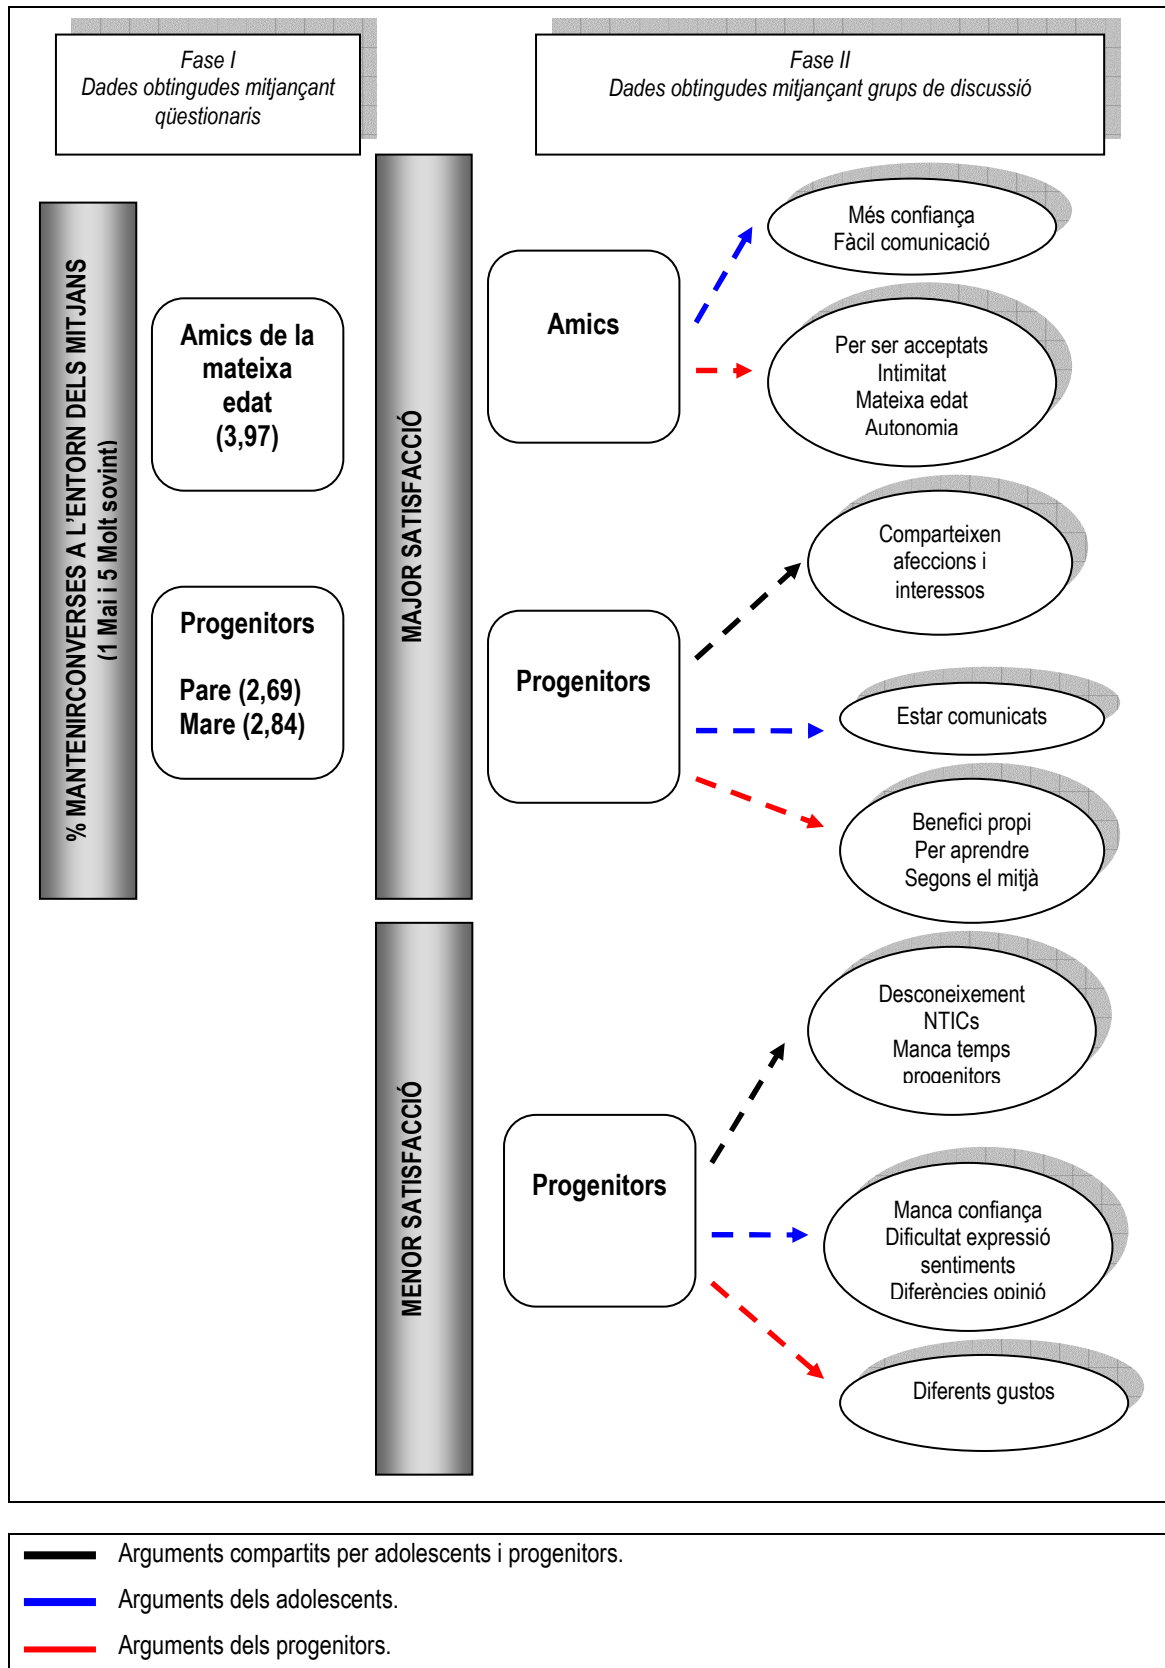 Fase I
Dades obtingudes mitjançant
qüestionaris
Fase II
Dades obtingudes mitjançant grups de discussió
% MANTENIRCONVERSES A L'ENTORN DELS MITJANS
(1 Mai i 5 Molt sovint)
Amics de la
mateixa
edat
(3,97)
Progenitors
Pare (2,69)
Mare (2,84)
MAJOR SATISFACCIÓ
Amics
Més confiança
Fàcil comunicació
Per ser acceptats
Intimitat
Mateixa edat
Autonomia
Progenitors
Comparteixen
afeccions i
interessos
Estar comunicats
Benefici propi
Per aprendre
Segons el mitjà
MENOR SATISFACCIÓ
Progenitors
Desconeixement
NTICs
Manca temps
progenitors
Manca confiança
Dificultat expressió
sentiments
Diferències opinió
Diferents gustos
Arguments compartits per adolescents i progenitors.
Arguments dels adolescents.
Arguments dels progenitors.